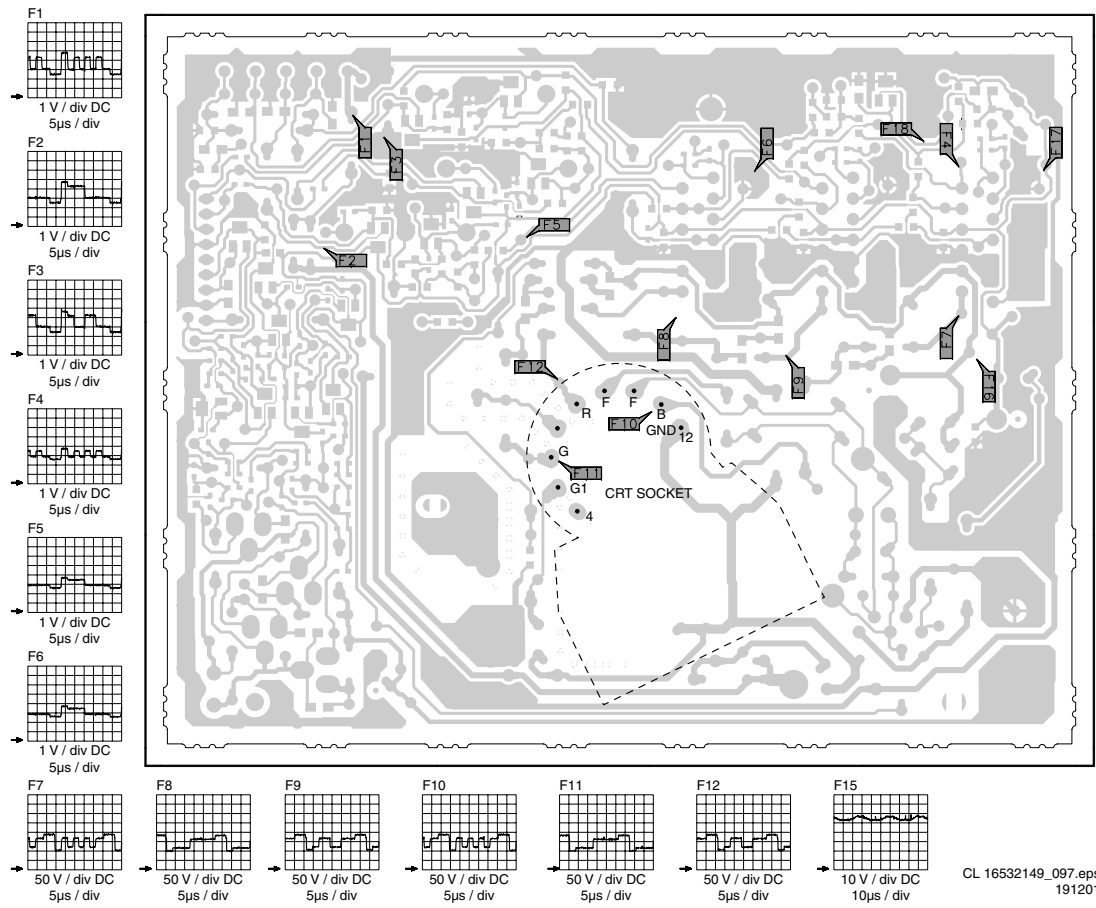 F1
1 V / div DC
5µs / div
F2
1 V / div DC
5µs / div
F3
1 V / div DC
5µs / div
F4
1 V / div DC
5µs / div
F5
1 V / div DC
5µs / div
F6
1 V / div DC
5µs / div
F1
F3
F6
F18
F4
F17
F5
F2
F8
F7
F12
F9
F16
R
F
F
B
F10
GND
12
G
F11
G1
CRT SOCKET
4
F7
50 V / div DC
5µs / div
F8
50 V / div DC
5µs / div
F9
50 V / div DC
5µs / div
F10
50 V / div DC
5µs / div
F11
50 V / div DC
5µs / div
F12
50 V / div DC
5µs / div
F15
10 V / div DC
10µs / div
CL 16532149_097.eps
191201